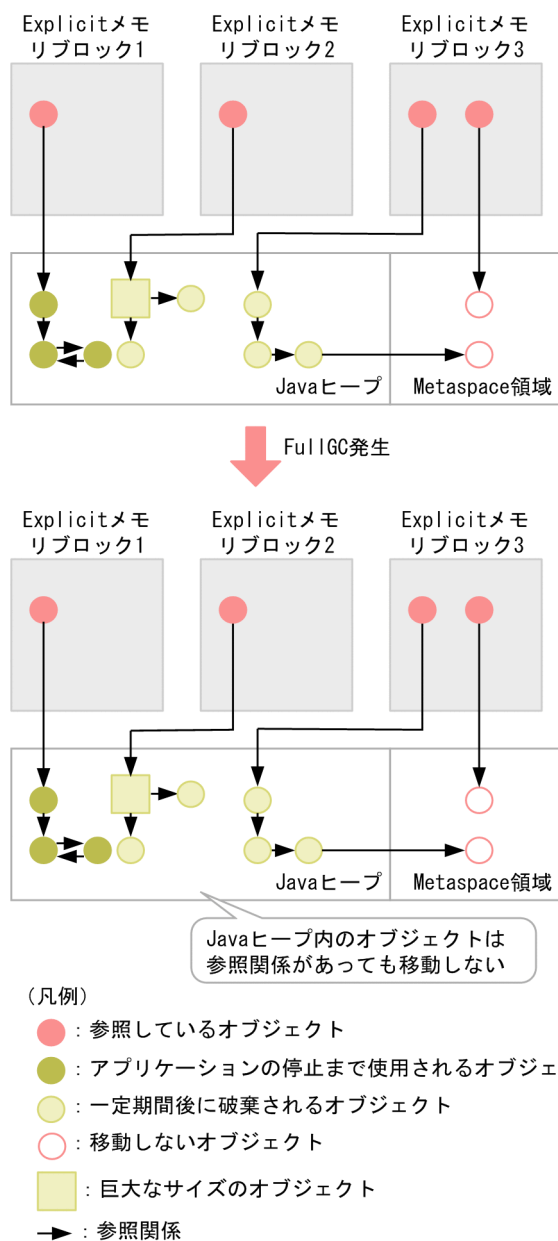 Explicitメモ
リブロック1
Explicitメモ
リブロック2
Explicitメモ
リブロック3
Javaヒープ
Metaspace領域
FullGC発生
Explicitメモ
リブロック1
Explicitメモ
リブロック2
Explicitメモ
リブロック3
Javaヒープ
Metaspace領域
Javaヒープ内のオブジェクトは
参照関係があっても移動しない
（凡例）
：参照しているオブジェクト
：アプリケーションの停止まで使用されるオブジェ
：一定期間後に破棄されるオブジェクト
：移動しないオブジェクト
：巨大なサイズのオブジェクト
：参照関係